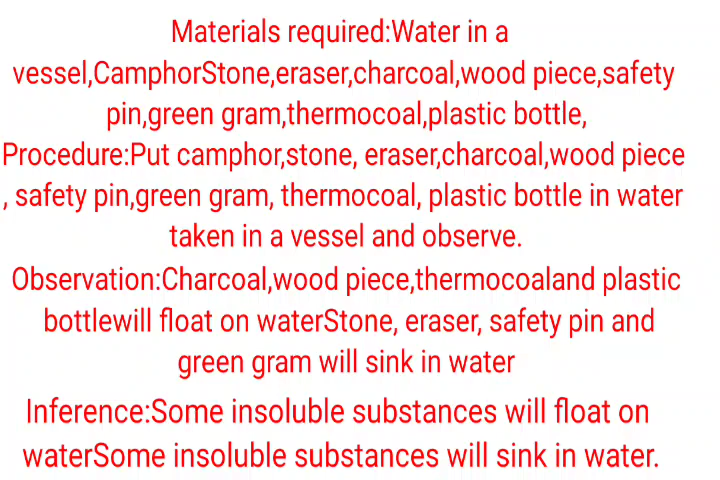 Materials required:Water in a
vessel,CamphorStone,eraser,charcoal,wood piece,safety
pin,green gram,thermocoal,plastic bottle,
Procedure:Put camphor,stone, eraser,charcoal,wood piece
, safety pin,green gram, thermocoal, plastic bottle in water
taken in a vessel and observe.
Observation:Charcoal,wood piece,thermocoaland plastic
bottlewill float on waterStone, eraser, safety pin and
green gram will sink in water
Inference:Some insoluble substances will float on
waterSome insoluble substances will sink in water.